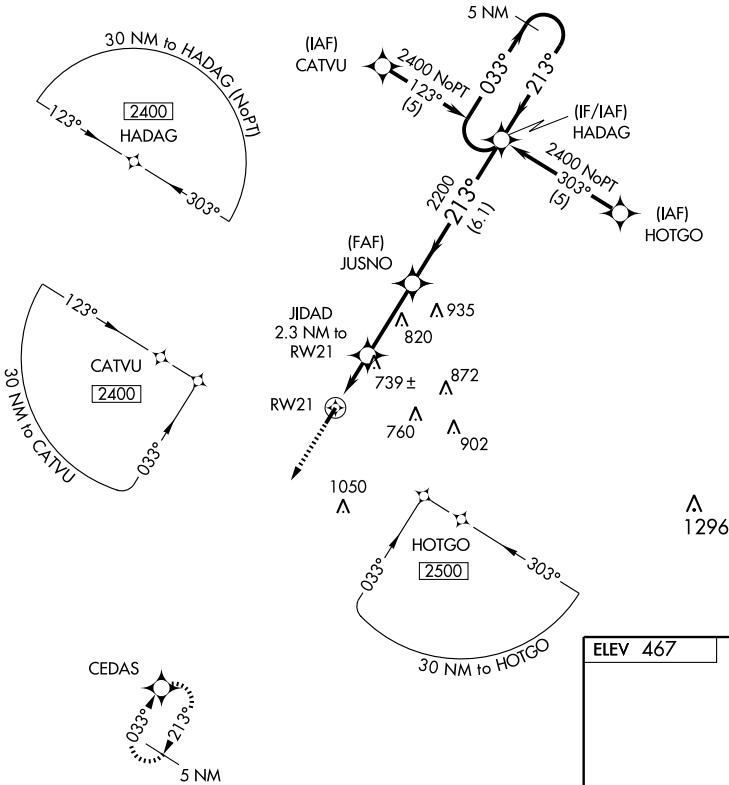 30 NM to HADAG (NoPT)
2400
HADAG
123°
303°
5 NM
(IAF)
CATVU
2400 NoPT
123°
(5)
033°
213°
(IF/IAF)
HADAG
2400 NoPT
303°
(5)
(IAF)
HOTGO
2200
213°
(6.1)
(FAF)
JUSNO
935
820
JIDAD
2.3 NM to
RW21
739 ±
872
RW21
760
902
123°
CATVU
2400
30 NM to CATVU
033°
1050
1296
HOTGO
2500
033°
303°
30 NM to HOTGO
ELEV 467
CEDAS
033°
213°
5 NM